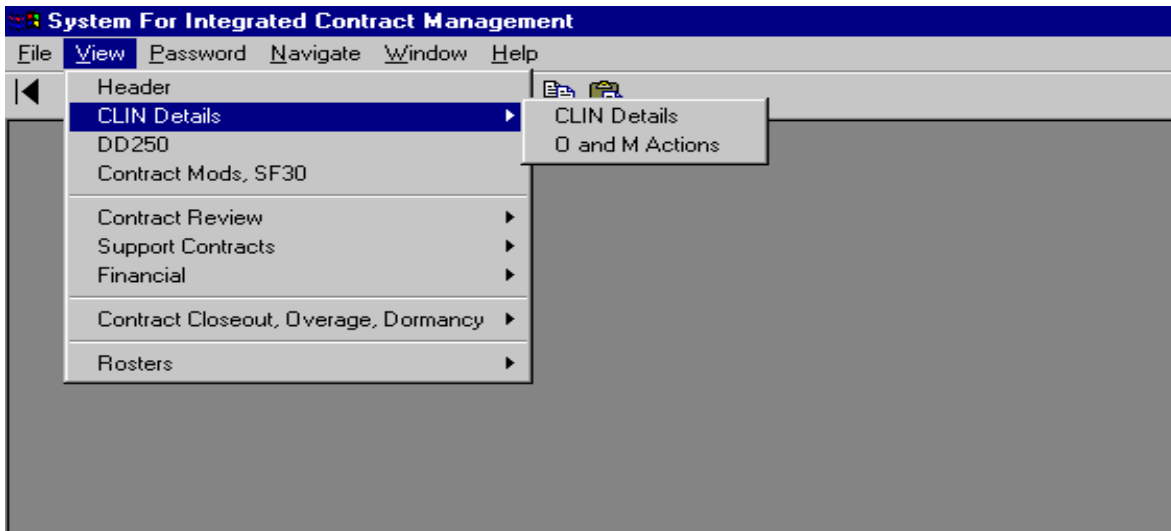 System For Integrated Contract Management
File View Password Navigate Window Help
Header
CLIN Details
CLIN Details
DD250
O and M Actions
Contract Mods, SF30
Contract Review
Support Contracts
Financial
Contract Closeout, Overage, Dormancy
Rosters